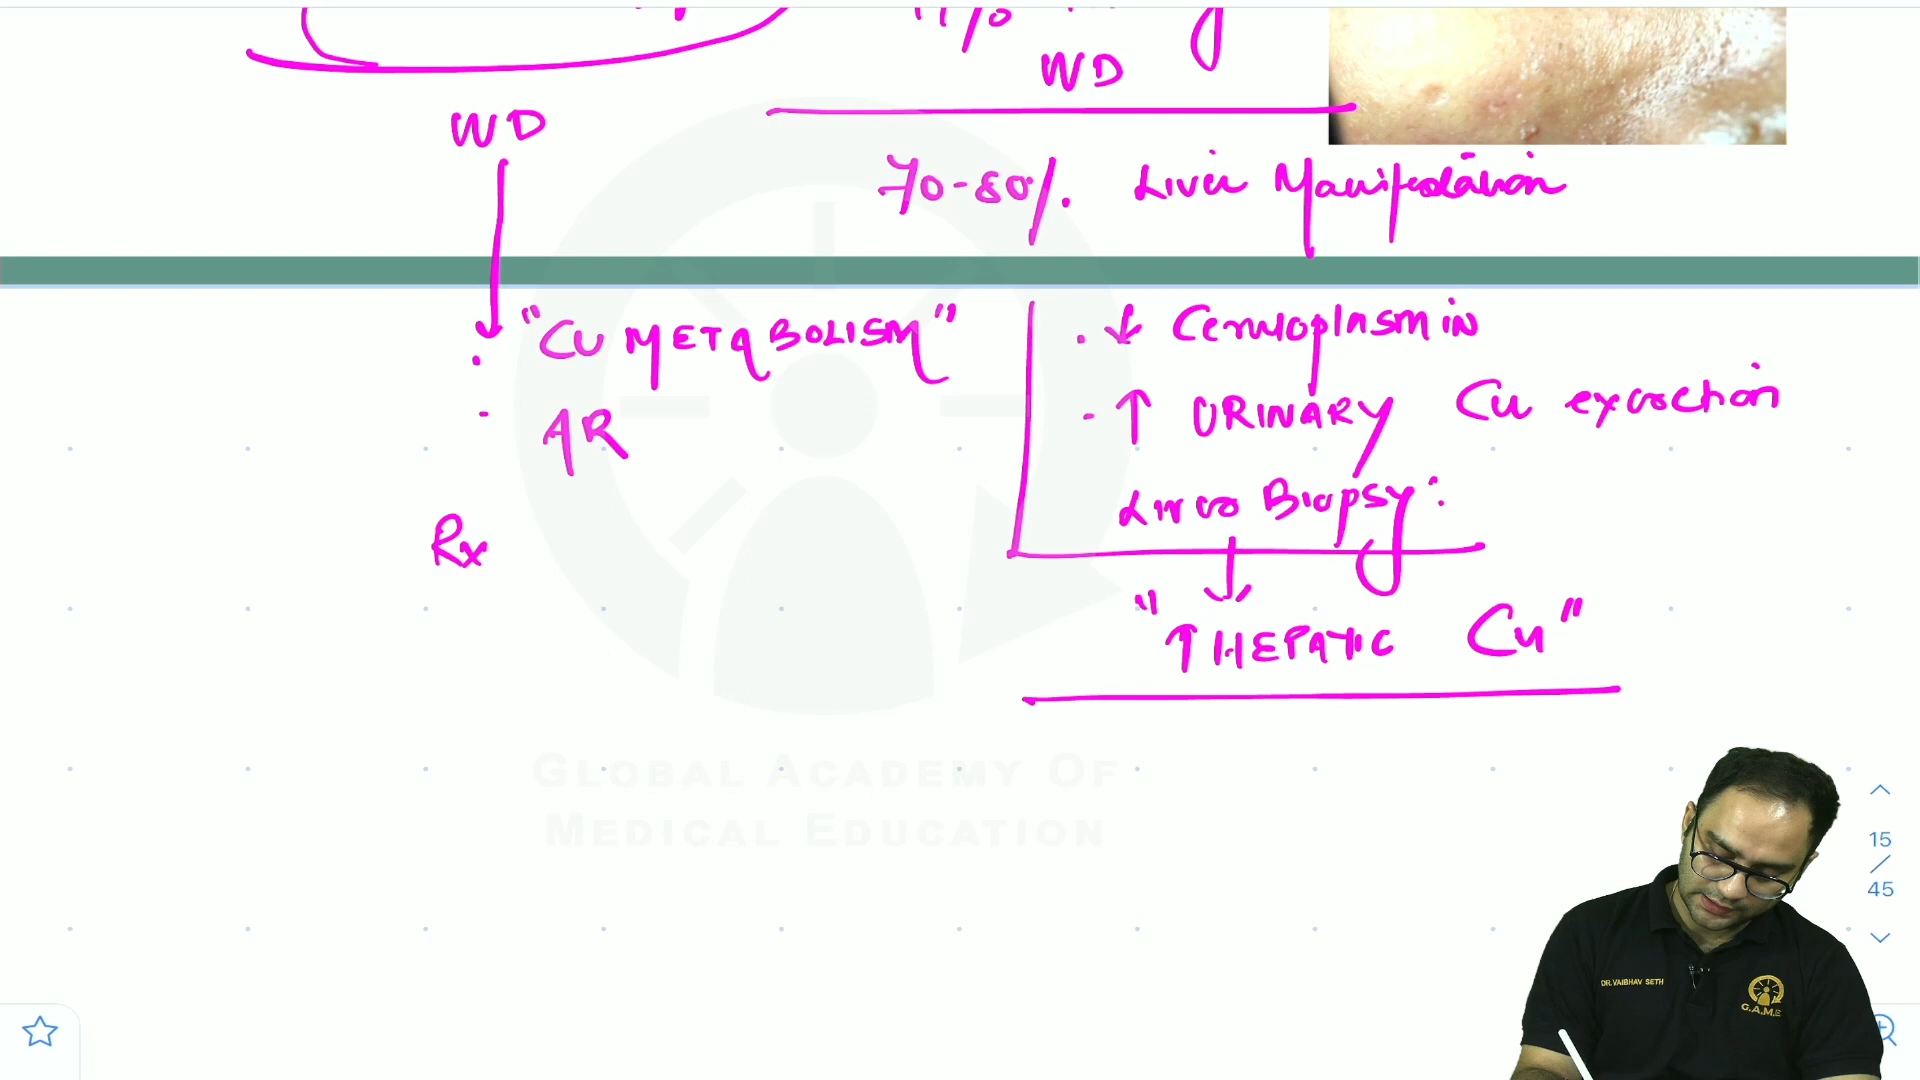 WD
WD
70-80%. Liver Manifestation
"Cu METABOLISM"
. ↓ Ceruloplasmin
- ↑ URINARY Cu excretion
- AR
Liver Biopsy:
Rx
"↑ HEPATIC Cu"
GLOBAL ACADEMY OF
MEDICAL EDUCATION
15
/
45
DR.VAIBHAV SETH
G.A.M.E